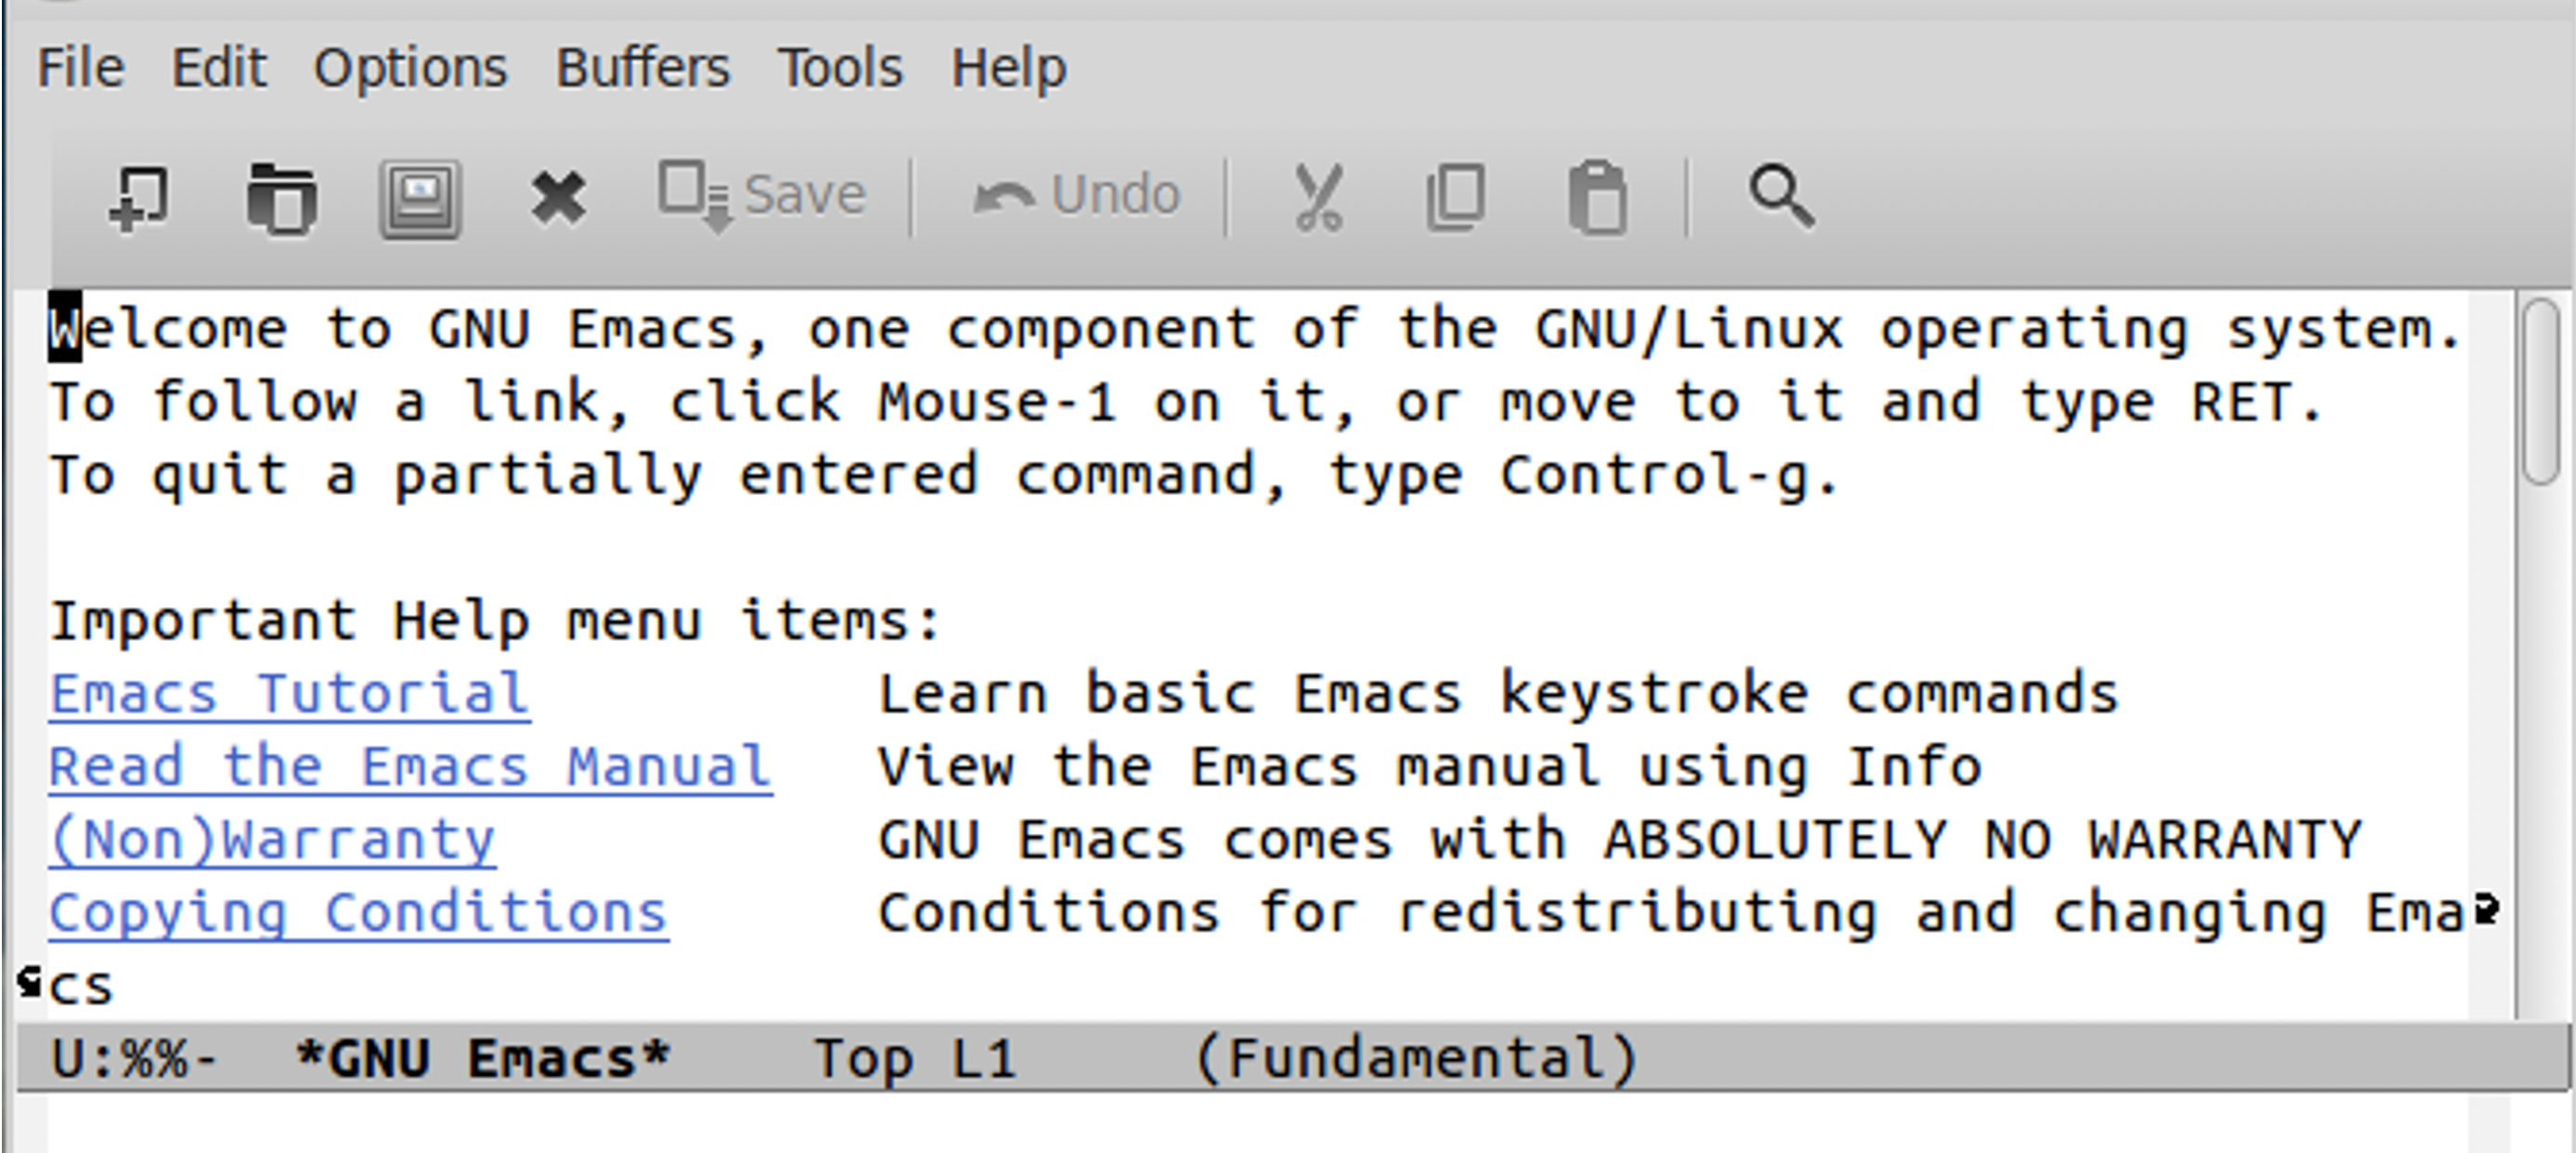 File Edit Options Buffers Tools Help
Save Undo
Welcome to GNU Emacs, one component of the GNU/Linux operating system.
To follow a link, click Mouse-1 on it, or move to it and type RET.
To quit a partially entered command, type Control-g.
Important Help menu items:
Emacs Tutorial Learn basic Emacs keystroke commands
Read the Emacs Manual View the Emacs manual using Info
(Non)Warranty GNU Emacs comes with ABSOLUTELY NO WARRANTY
Copying Conditions Conditions for redistributing and changing Ema
cs
U:%%- *GNU Emacs* Top L1 (Fundamental)